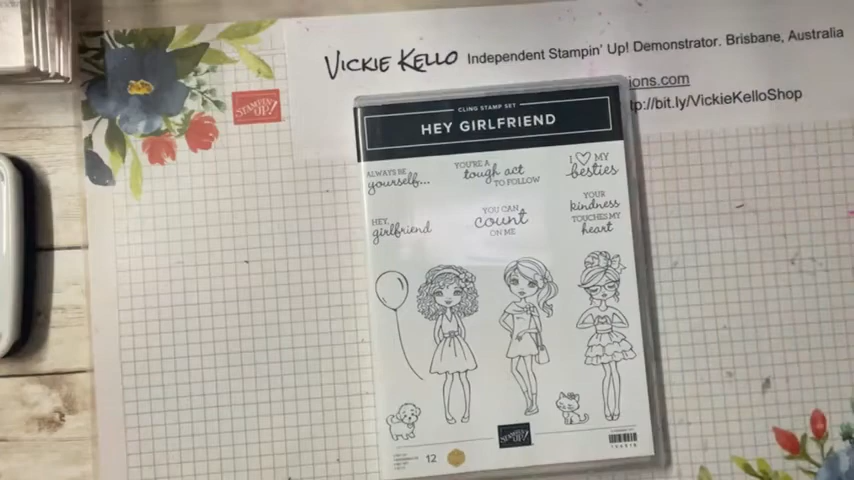 VICKIE KELLO Independent Stampin' Up! Demonstrator. Brisbane, Australia
ions.com
tp://bit.ly/VickieKelloShop
STAMPIN' UP!
CLING STAMP SET
HEY GIRLFRIEND
ALWAYS BE
yourself...
YOU'RE A
tough act
TO FOLLOW
I MY
besties
HEY,
girlfriend
YOU CAN
count
ON ME
YOUR
kindness
TOUCHES MY
heart
STAMPIN' UP!
12